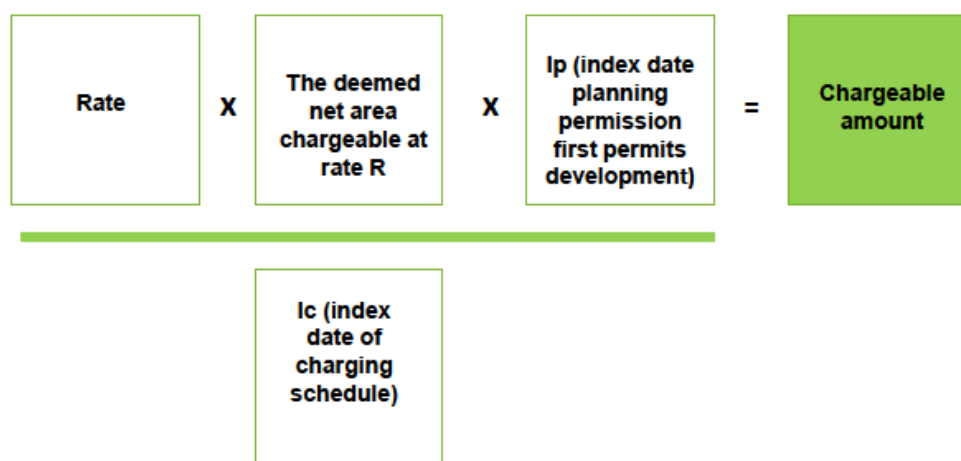 Rate
X
The deemed
net area
chargeable at
rate R
X
Ip (index date
planning
permission
first permits
development)
=
Chargeable
amount
Ic (index
date of
charging
schedule)